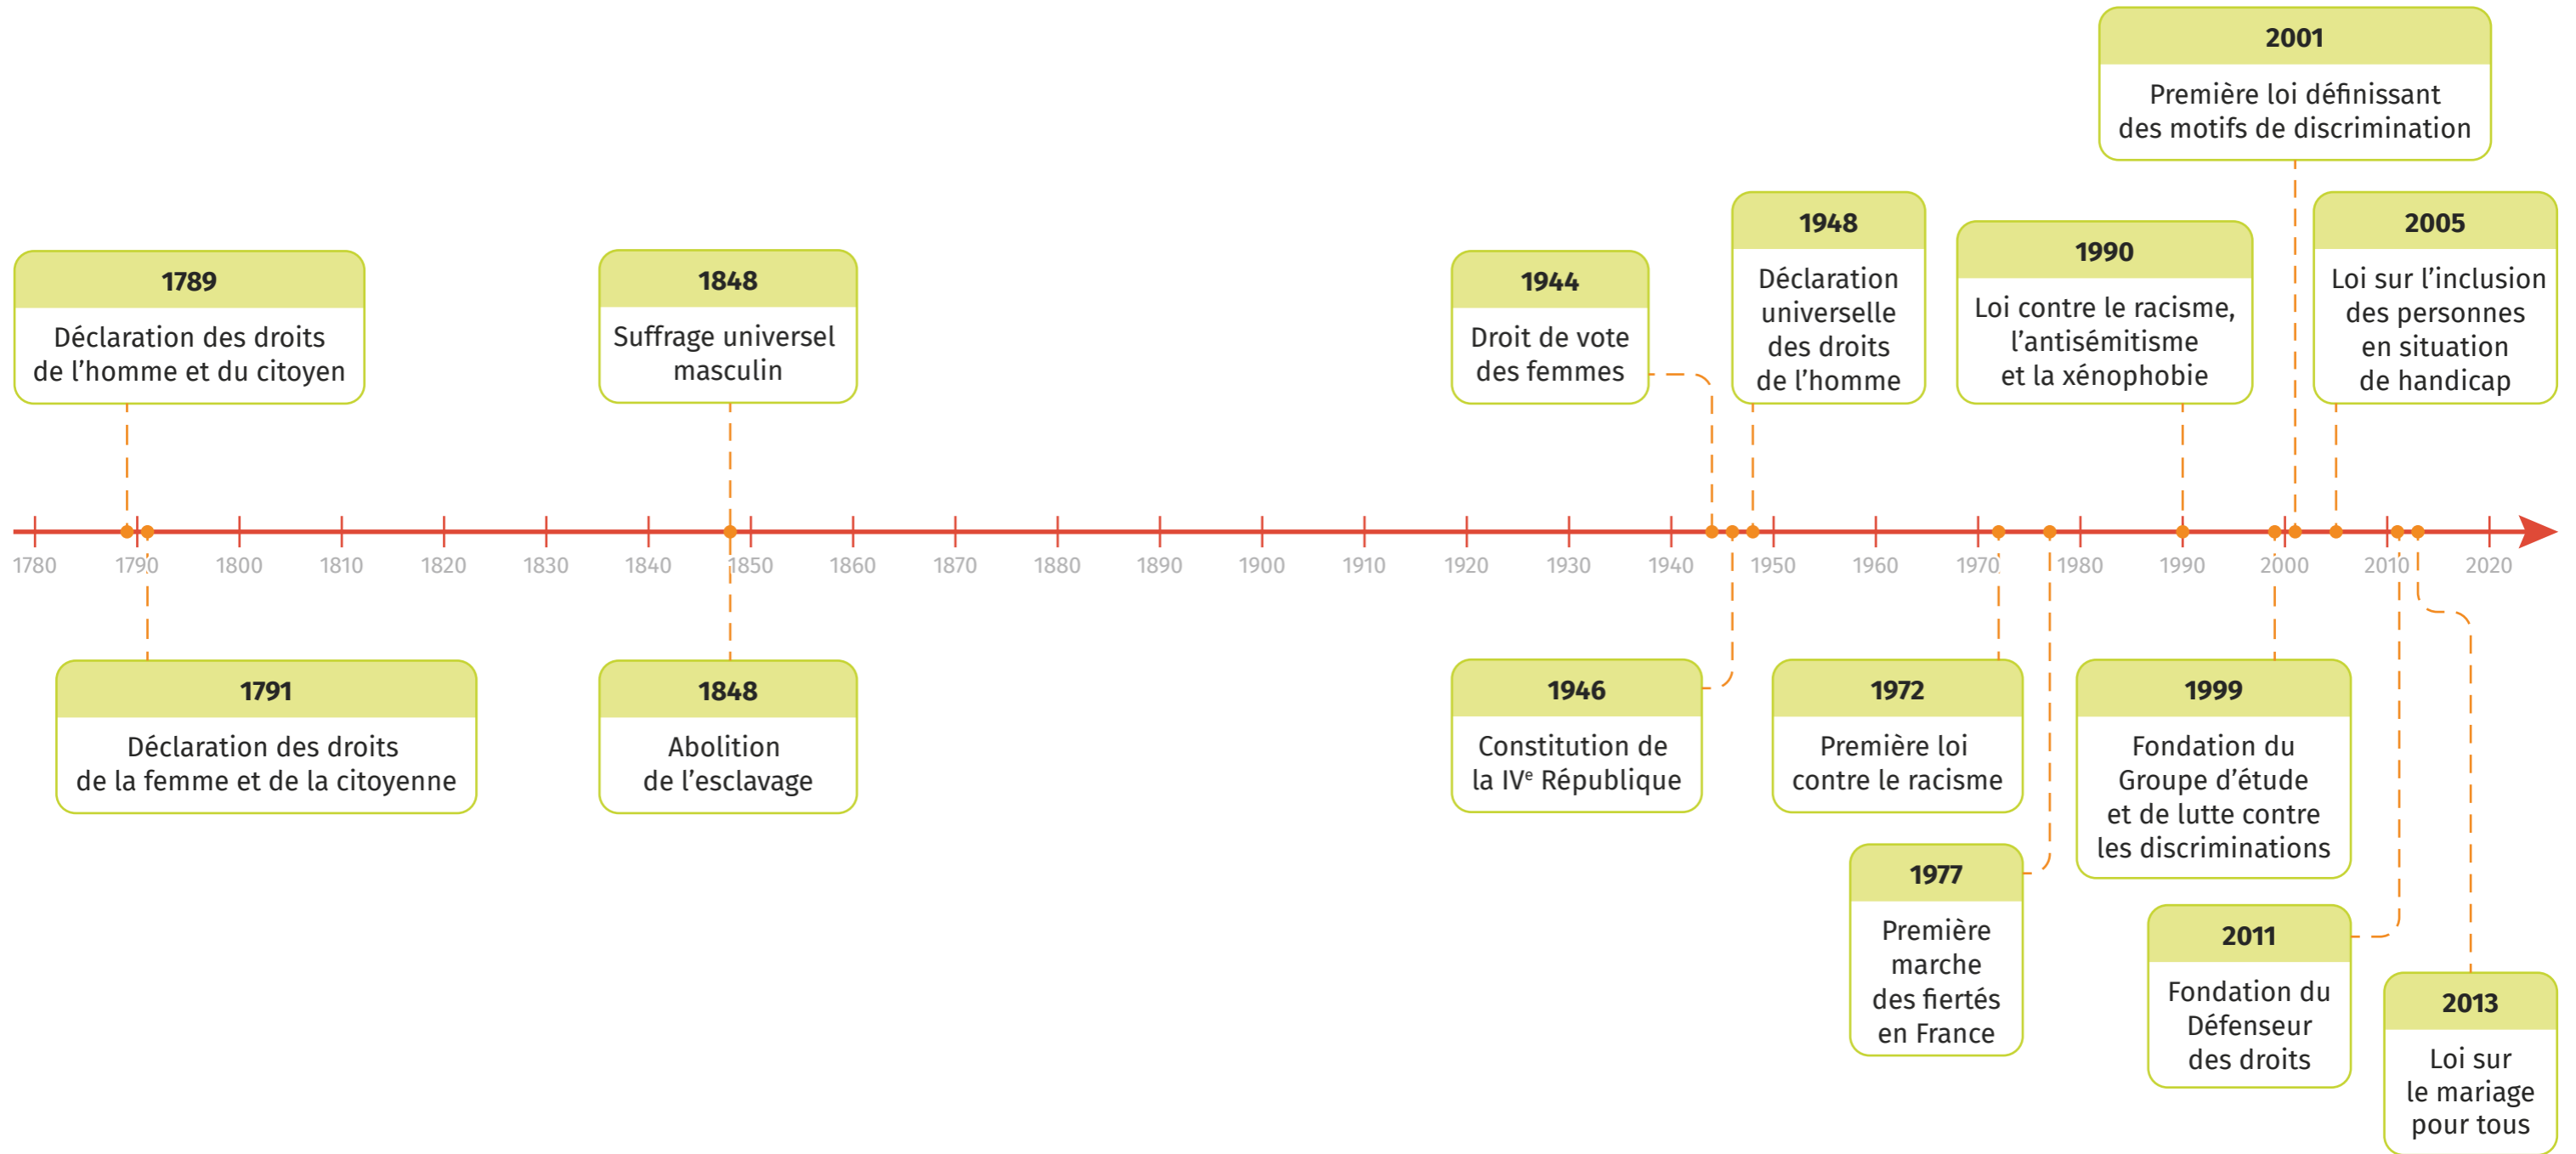 2001
Première loi définissant
des motifs de discrimination
1789
Déclaration des droits
de l’homme et du citoyen
1848
Suffrage universel
masculin
1944
Droit de vote
des femmes
1948
Déclaration
universelle
des droits
de l’homme
1990
Loi contre le racisme,
l’antisémitisme
et la xénophobie
2005
Loi sur l’inclusion
des personnes
en situation
de handicap
1780 1790 1800 1810 1820 1830 1840 1850 1860 1870 1880 1890 1900 1910 1920 1930 1940 1950 1960 1970 1980 1990 2000 2010 2020
1791
Déclaration des droits
de la femme et de la citoyenne
1848
Abolition
de l’esclavage
1946
Constitution de
la IVe République
1972
Première loi
contre le racisme
1977
Première
marche
des fiertés
en France
1999
Fondation du
Groupe d’étude
et de lutte contre
les discriminations
2011
Fondation du
Défenseur
des droits
2013
Loi sur
le mariage
pour tous